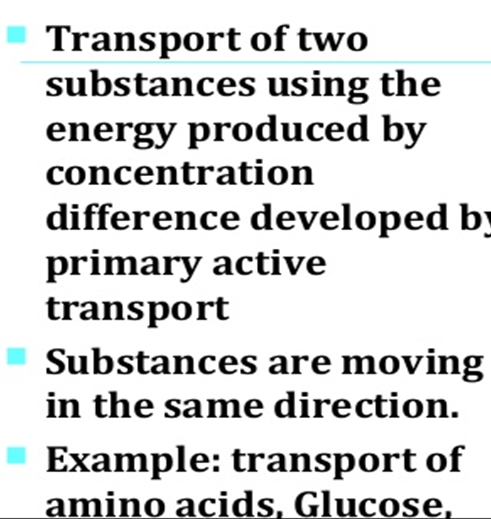 Transport of two
substances using the
energy produced by
concentration
difference developed by
primary active
transport
Substances are moving
in the same direction.
Example: transport of
amino acids, Glucose,